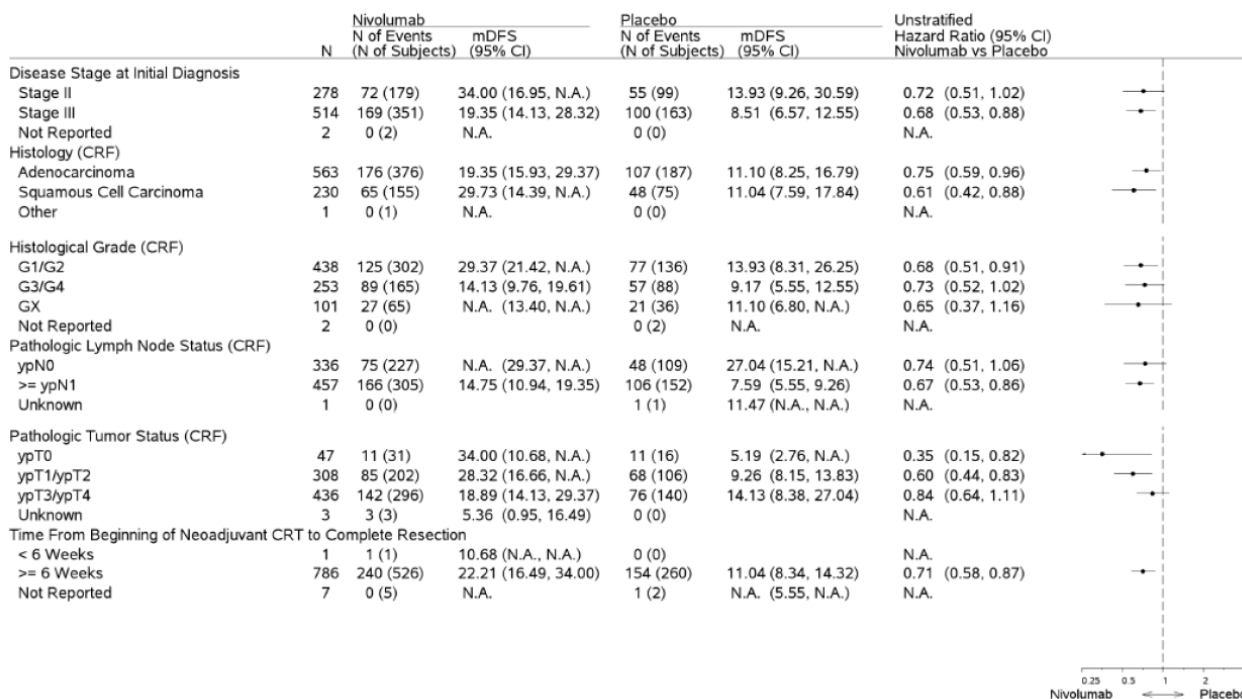 Nivolumab Placebo Unstratified
N of Events mDFS N of Events mDFS Hazard Ratio (95% CI)
N (N of Subjects) (95% CI) (N of Subjects) (95% CI) Nivolumab vs Placebo
Disease Stage at Initial Diagnosis
Stage II 278 72 (179) 34.00 (16.95, N.A.) 55 (99) 13.93 (9.26, 30.59) 0.72 (0.51, 1.02)
Stage III 514 169 (351) 19.35 (14.13, 28.32) 100 (163) 8.51 (6.57, 12.55) 0.68 (0.53, 0.88)
Not Reported 2 0 (2) N.A. 0 (0) N.A.
Histology (CRF)
Adenocarcinoma 563 176 (376) 19.35 (15.93, 29.37) 107 (187) 11.10 (8.25, 16.79) 0.75 (0.59, 0.96)
Squamous Cell Carcinoma 230 65 (155) 29.73 (14.39, N.A.) 48 (75) 11.04 (7.59, 17.84) 0.61 (0.42, 0.88)
Other 1 0 (1) N.A. 0 (0) N.A.
Histological Grade (CRF)
G1/G2 438 125 (302) 29.37 (21.42, N.A.) 77 (136) 13.93 (8.31, 26.25) 0.68 (0.51, 0.91)
G3/G4 253 89 (165) 14.13 (9.76, 19.61) 57 (88) 9.17 (5.55, 12.55) 0.73 (0.52, 1.02)
GX 101 27 (65) N.A. (13.40, N.A.) 21 (36) 11.10 (6.80, N.A.) 0.65 (0.37, 1.16)
Not Reported 2 0 (0) 0 (2) N.A. N.A.
Pathologic Lymph Node Status (CRF)
ypN0 336 75 (227) N.A. (29.37, N.A.) 48 (109) 27.04 (15.21, N.A.) 0.74 (0.51, 1.06)
>= ypN1 457 166 (305) 14.75 (10.94, 19.35) 106 (152) 7.59 (5.55, 9.26) 0.67 (0.53, 0.86)
Unknown 1 0 (0) 1 (1) 11.47 (N.A., N.A.) N.A.
Pathologic Tumor Status (CRF)
ypT0 47 11 (31) 34.00 (10.68, N.A.) 11 (16) 5.19 (2.76, N.A.) 0.35 (0.15, 0.82)
ypT1/ypT2 308 85 (202) 28.32 (16.66, N.A.) 68 (106) 9.26 (8.15, 13.83) 0.60 (0.44, 0.83)
ypT3/ypT4 436 142 (296) 18.89 (14.13, 29.37) 76 (140) 14.13 (8.38, 27.04) 0.84 (0.64, 1.11)
Unknown 3 3 (3) 5.36 (0.95, 16.49) 0 (0) N.A.
Time From Beginning of Neoadjuvant CRT to Complete Resection
< 6 Weeks 1 1 (1) 10.68 (N.A., N.A.) 0 (0) N.A.
>= 6 Weeks 786 240 (526) 22.21 (16.49, 34.00) 154 (260) 11.04 (8.34, 14.32) 0.71 (0.58, 0.87)
Not Reported 7 0 (5) N.A. 1 (2) N.A. (5.55, N.A.) N.A.
0.25 0.5 1 2
Nivolumab Placebo